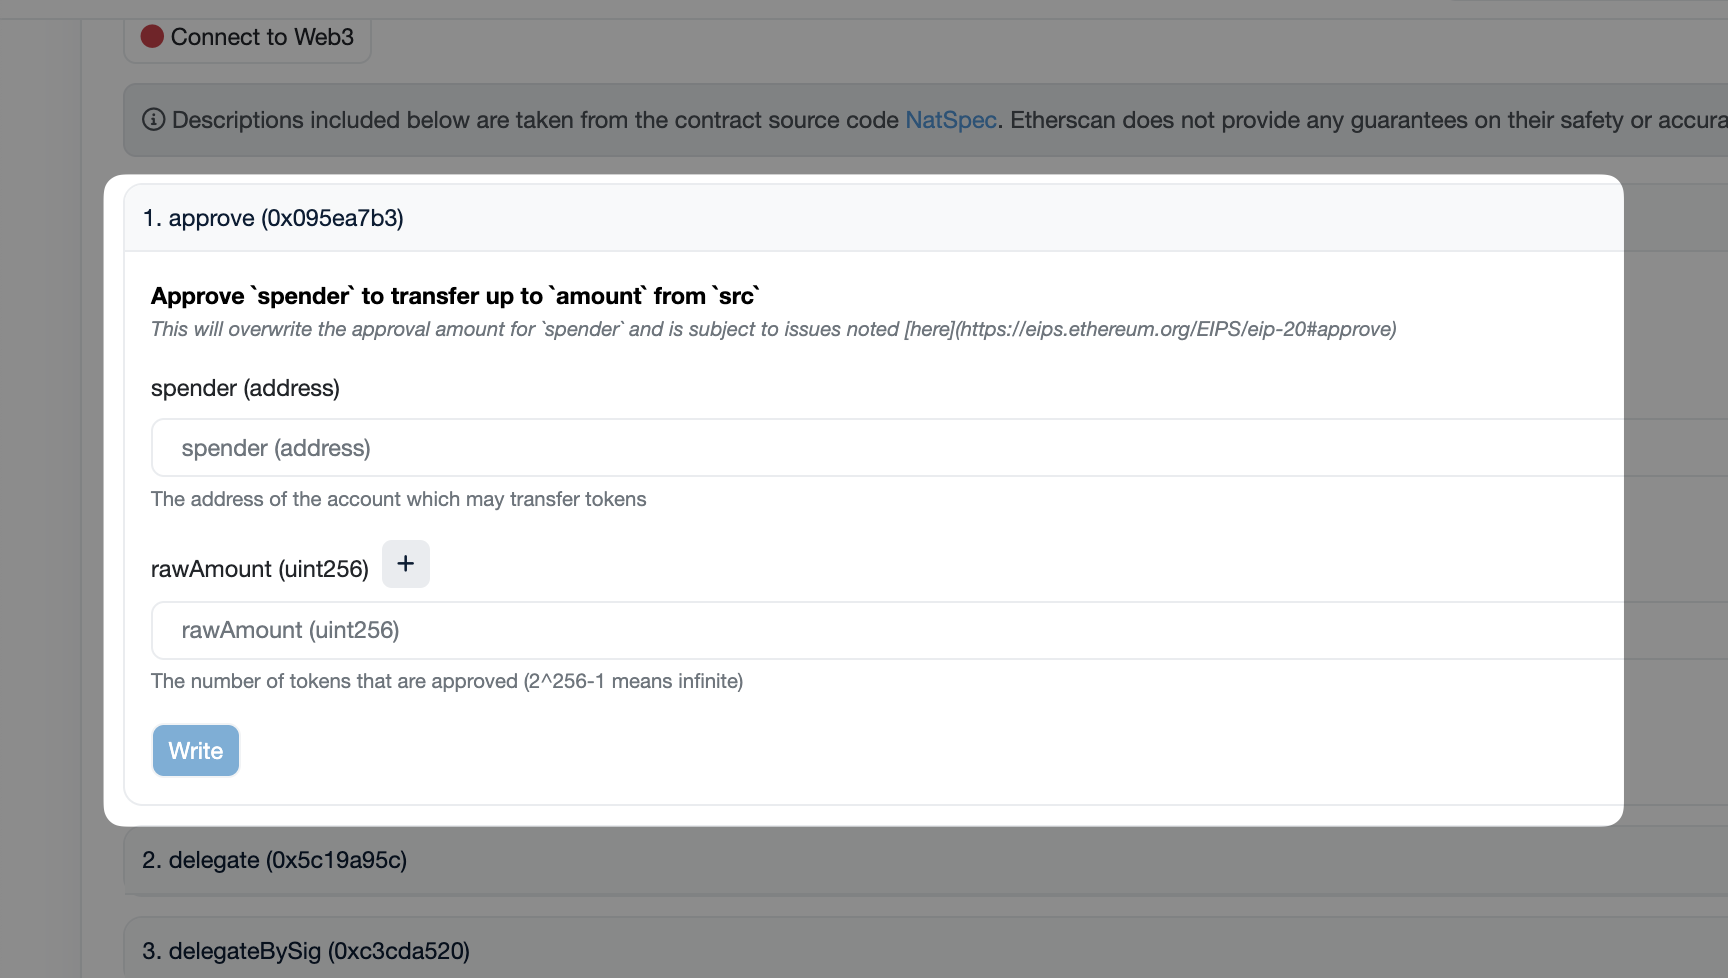 Connect to Web3
Descriptions included below are taken from the contract source code NatSpec. Etherscan does not provide any guarantees on their safety or accura
1. approve (0x095ea7b3)
Approve `spender` to transfer up to `amount` from `src`
This will overwrite the approval amount for `spender` and is subject to issues noted [here](https://eips.ethereum.org/EIPS/eip-20#approve)
spender (address)
spender (address)
The address of the account which may transfer tokens
rawAmount (uint256) +
rawAmount (uint256)
The number of tokens that are approved (2^256-1 means infinite)
Write
2. delegate (0x5c19a95c)
3. delegateBySig (0xc3cda520)